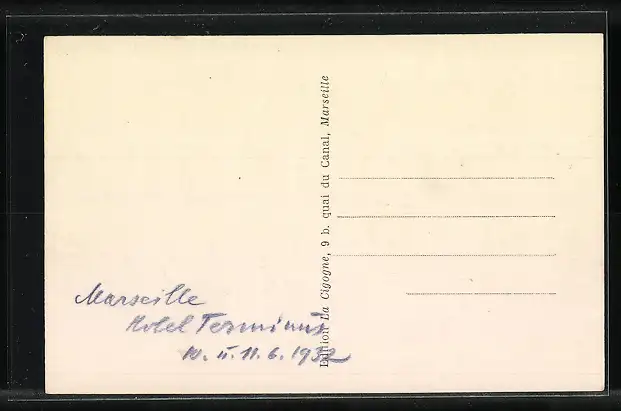 Marseille
Hotel Terminus
10. u. 11. 6. 1932
Edition La Cigogne, 9 b. quai du Canal, Marseille